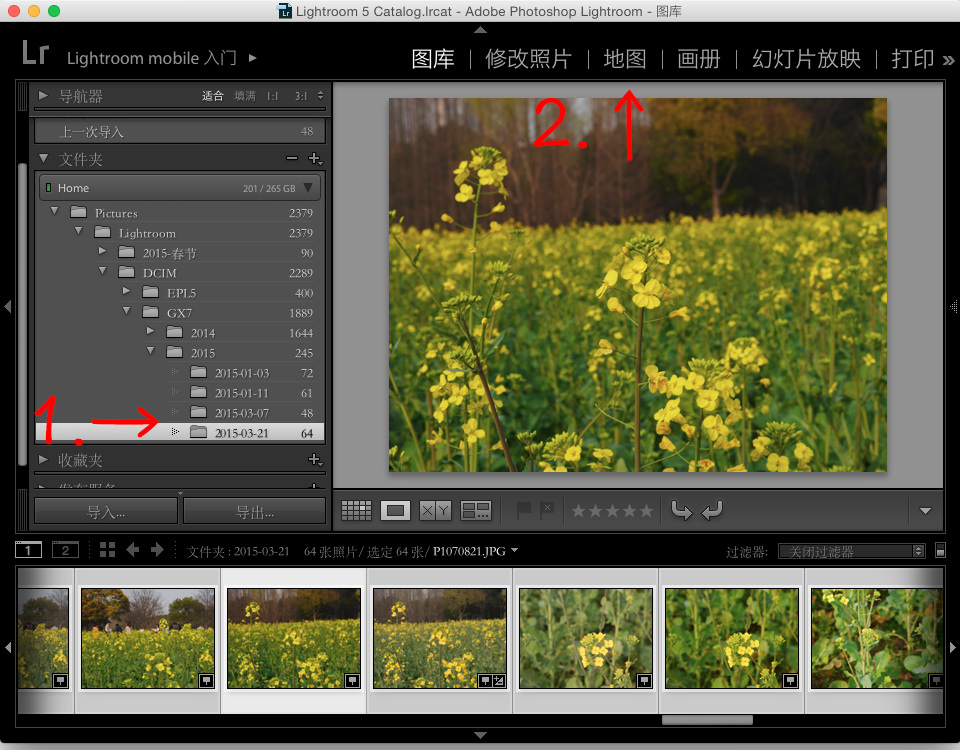 Lightroom 5 Catalog.lrcat - Adobe Photoshop Lightroom - 图库
Lr Lightroom mobile 入门
图库 | 修改照片 | 地图 | 画册 | 幻灯片放映 | 打印 »
导航器 适合 填满 1:1 3:1
上一次导入 48
文件夹
Home 201 / 265 GB
Pictures 2379
Lightroom 2379
2015-春节 90
DCIM 2289
EPL5 400
GX7 1889
2014 1644
2015 245
2015-01-03 72
2015-01-11 61
2015-03-07 48
2015-03-21 64
1.
2.
收藏夹
发布服务
导入... 导出...
XY
1 2 文件夹 : 2015-03-21 64 张照片/ 选定 64 张/ P1070821.JPG 过滤器: 关闭过滤器